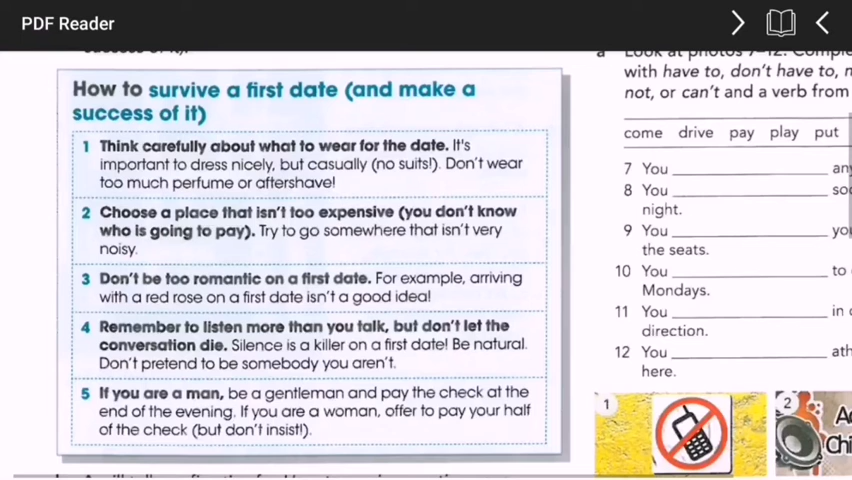 PDF Reader
How to survive a first date (and make a
success of it)
1 Think carefully about what to wear for the date. It's
important to dress nicely, but casually (no suits!). Don't wear
too much perfume or aftershave!
2 Choose a place that isn't too expensive (you don't know
who is going to pay). Try to go somewhere that isn't very
noisy.
3 Don't be too romantic on a first date. For example, arriving
with a red rose on a first date isn't a good idea!
4 Remember to listen more than you talk, but don't let the
conversation die. Silence is a killer on a first date! Be natural.
Don't pretend to be somebody you aren't.
5 If you are a man, be a gentleman and pay the check at the
end of the evening. If you are a woman, offer to pay your half
of the check (but don't insist!).
with have to, don't have to,
not, or can't and a verb from
come drive pay play put
7 You
8 You
night.
9 You
the seats.
10 You to
Mondays.
11 You in
direction.
12 You
here.
1
2